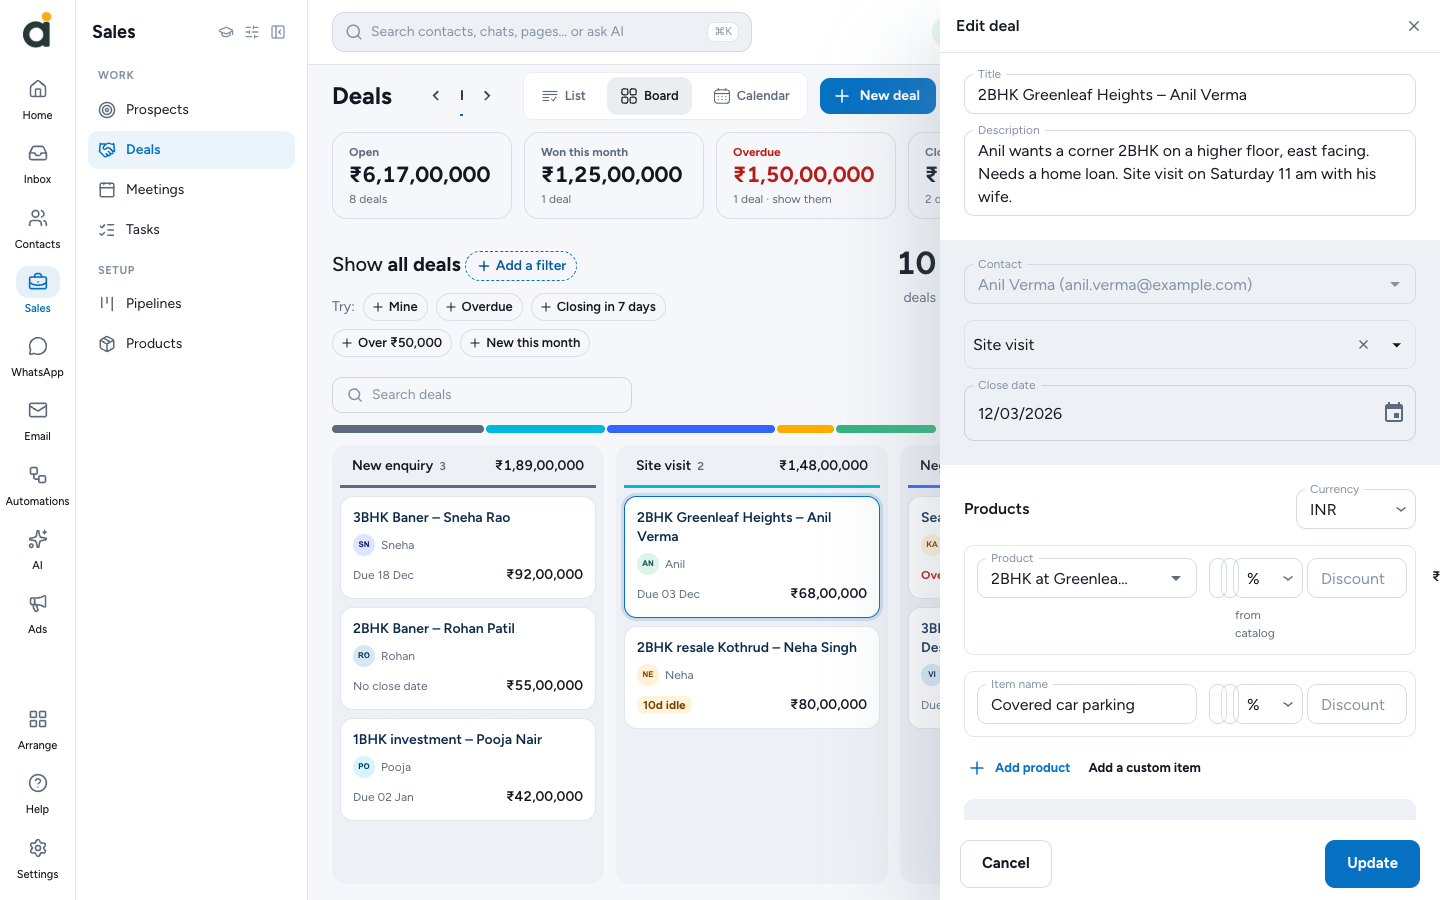 Sales
Search contacts, chats, pages... or ask AI
⌘K
Edit deal
Home
Inbox
Contacts
Sales
WhatsApp
Email
Automations
AI
Ads
Arrange
Help
Settings
WORK
Prospects
Deals
Meetings
Tasks
SETUP
Pipelines
Products
Deals
List
Board
Calendar
New deal
Open
₹6,17,00,000
8 deals
Won this month
₹1,25,00,000
1 deal
Overdue
₹1,50,00,000
1 deal · show them
Show all deals
Add a filter
10
deals
Try:
Mine
Overdue
Closing in 7 days
Over ₹50,000
New this month
Search deals
New enquiry 3 ₹1,89,00,000
3BHK Baner – Sneha Rao
SN Sneha
Due 18 Dec ₹92,00,000
2BHK Baner – Rohan Patil
RO Rohan
No close date ₹55,00,000
1BHK investment – Pooja Nair
PO Pooja
Due 02 Jan ₹42,00,000
Site visit 2 ₹1,48,00,000
2BHK Greenleaf Heights – Anil
Verma
AN Anil
Due 03 Dec ₹68,00,000
2BHK resale Kothrud – Neha Singh
NE Neha
10d idle ₹80,00,000
KA
VI
Due
Title
2BHK Greenleaf Heights – Anil Verma
Description
Anil wants a corner 2BHK on a higher floor, east facing.
Needs a home loan. Site visit on Saturday 11 am with his
wife.
Contact
Anil Verma (anil.verma@example.com)
Site visit
Close date
12/03/2026
Products
Currency
INR
Product
2BHK at Greenlea...
%
Discount
₹
from
catalog
Item name
Covered car parking
%
Discount
Add product
Add a custom item
Cancel
Update